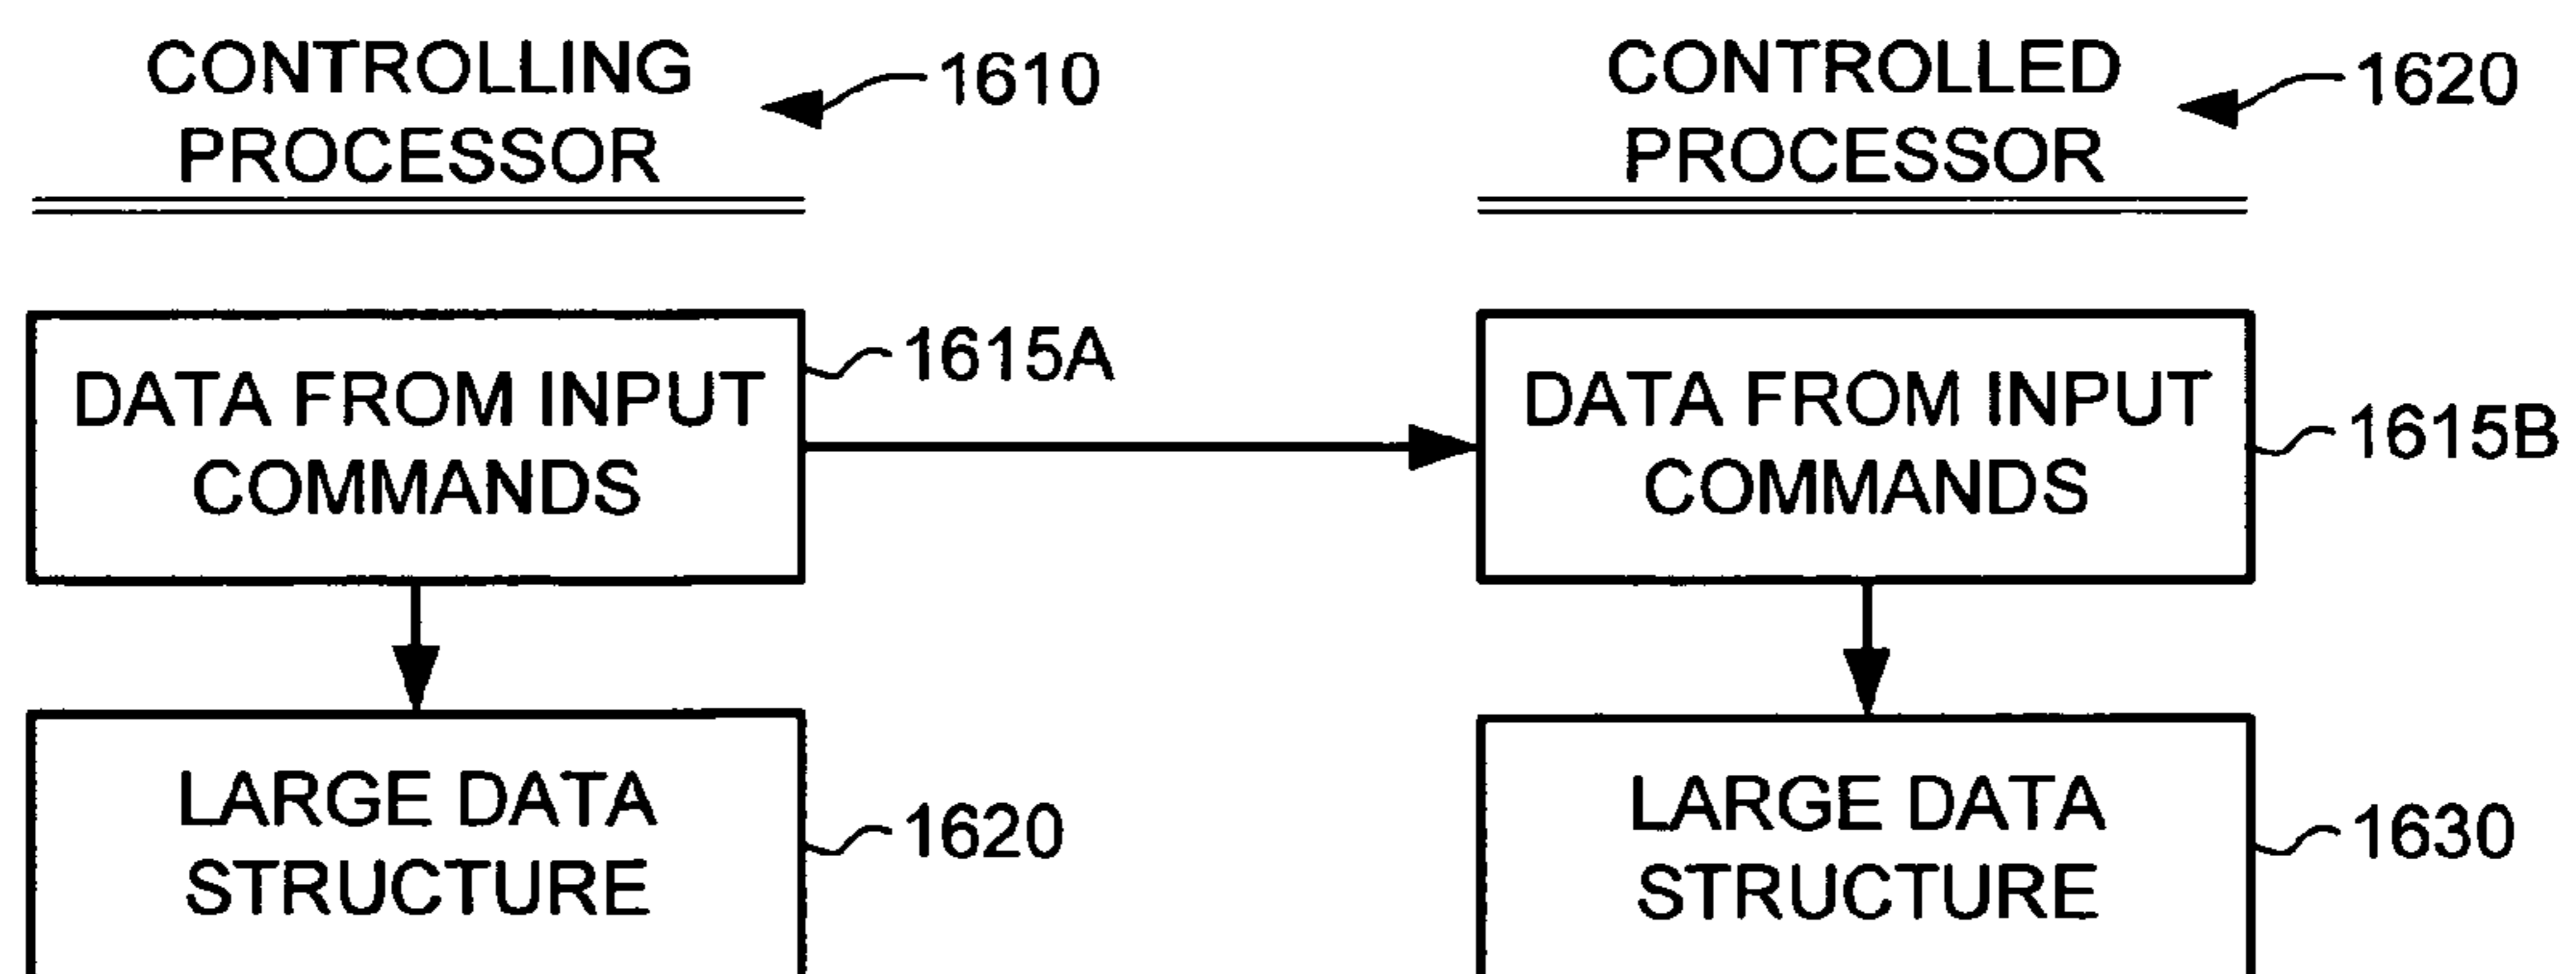 CONTROLLING
PROCESSOR
1610
CONTROLLED
PROCESSOR
1620
DATA FROM INPUT
COMMANDS
1615A
DATA FROM INPUT
COMMANDS
1615B
LARGE DATA
STRUCTURE
1620
LARGE DATA
STRUCTURE
1630